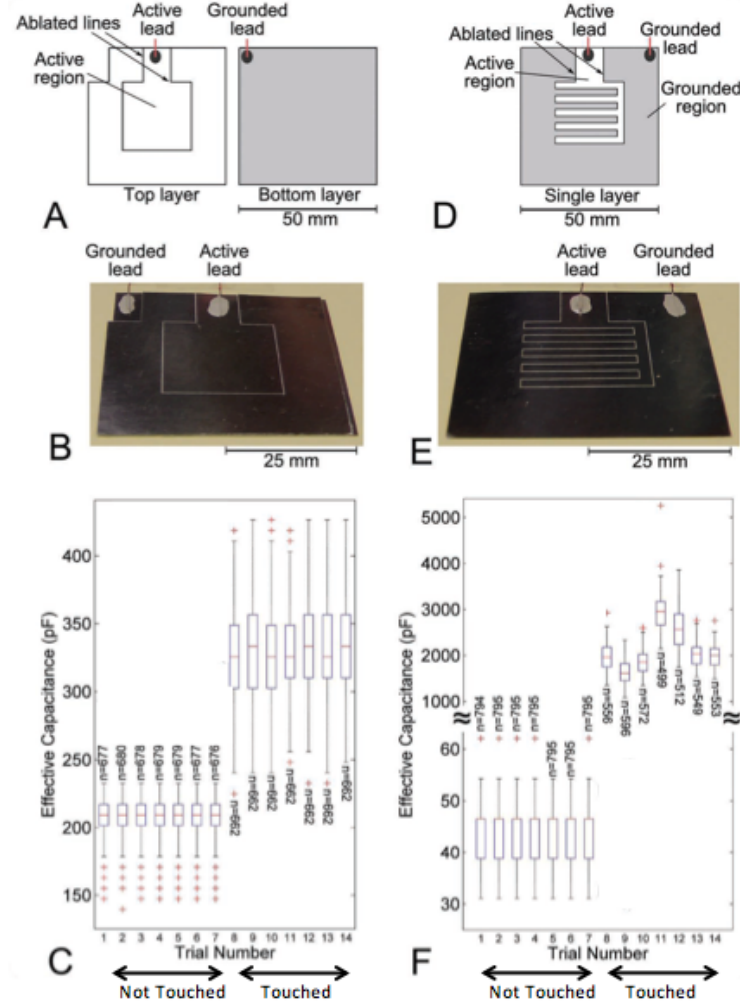 Ablated lines
Active lead
Grounded lead
Active region
Top layer
Bottom layer
50 mm
A
Active lead
Grounded lead
Ablated lines
Active region
Grounded region
Single layer
50 mm
D
Grounded lead
Active lead
25 mm
B
Active lead
Grounded lead
25 mm
E
Effective Capacitance (pF)
400
350
300
250
200
150
n=677
n=680
n=678
n=679
n=679
n=677
n=676
n=662
n=662
n=662
n=662
n=662
n=662
n=662
1 2 3 4 5 6 7 8 9 10 11 12 13 14
Trial Number
C
Not Touched
Touched
Effective Capacitance (pF)
5000
4000
3000
2000
1000
60
50
40
30
n=794
n=795
n=795
n=795
n=795
n=795
n=795
n=556
n=596
n=572
n=499
n=512
n=549
n=553
1 2 3 4 5 6 7 8 9 10 11 12 13 14
Trial Number
F
Not Touched
Touched